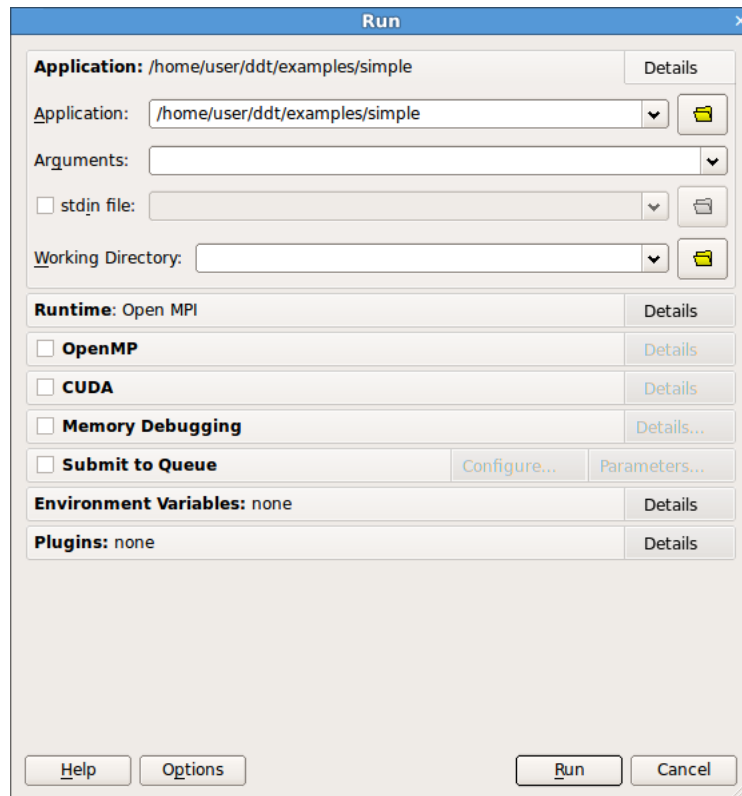 Run
Application: /home/user/ddt/examples/simple Details
Application: /home/user/ddt/examples/simple
Arguments:
stdin file:
Working Directory:
Runtime: Open MPI Details
OpenMP Details
CUDA Details
Memory Debugging Details...
Submit to Queue Configure... Parameters...
Environment Variables: none Details
Plugins: none Details
Help Options Run Cancel